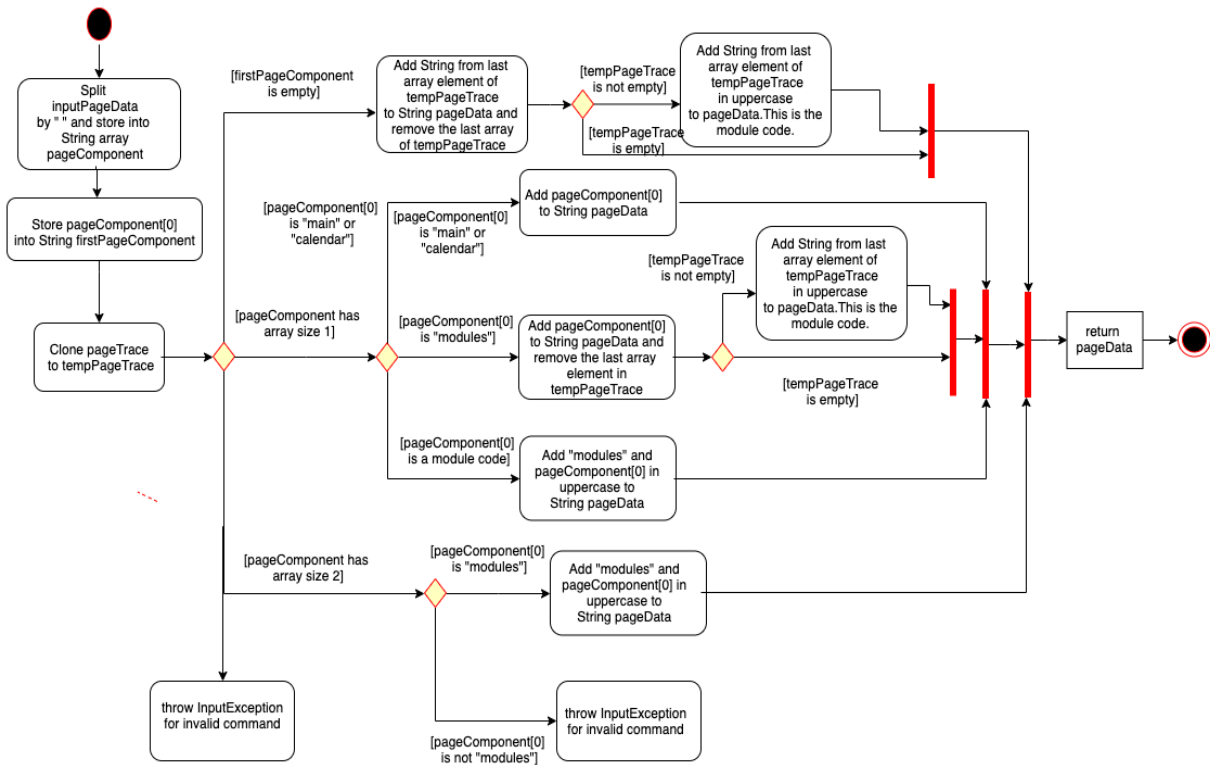 Split
inputPageData
by " " and store into
String array
pageComponent
Store pageComponent[0]
into String firstPageComponent
Clone pageTrace
to tempPageTrace
[firstPageComponent
is empty]
Add String from last
array element of
tempPageTrace
to String pageData and
remove the last array
of tempPageTrace
[tempPageTrace
is not empty]
Add String from last
array element of
tempPageTrace
in uppercase
to pageData.This is the
module code.
[tempPageTrace
is empty]
[pageComponent[0]
is "main" or
"calendar"]
[pageComponent[0]
is "main" or
"calendar"]
Add pageComponent[0]
to String pageData
[pageComponent has
array size 1]
[pageComponent[0]
is "modules"]
Add pageComponent[0]
to String pageData and
remove the last array
element in
tempPageTrace
[tempPageTrace
is not empty]
Add String from last
array element of
tempPageTrace
in uppercase
to pageData.This is the
module code.
[tempPageTrace
is empty]
[pageComponent[0]
is a module code]
Add "modules" and
pageComponent[0] in
uppercase to
String pageData
return
pageData
[pageComponent has
array size 2]
[pageComponent[0]
is "modules"]
Add "modules" and
pageComponent[0] in
uppercase to
String pageData
throw InputException
for invalid command
[pageComponent[0]
is not "modules"]
throw InputException
for invalid command